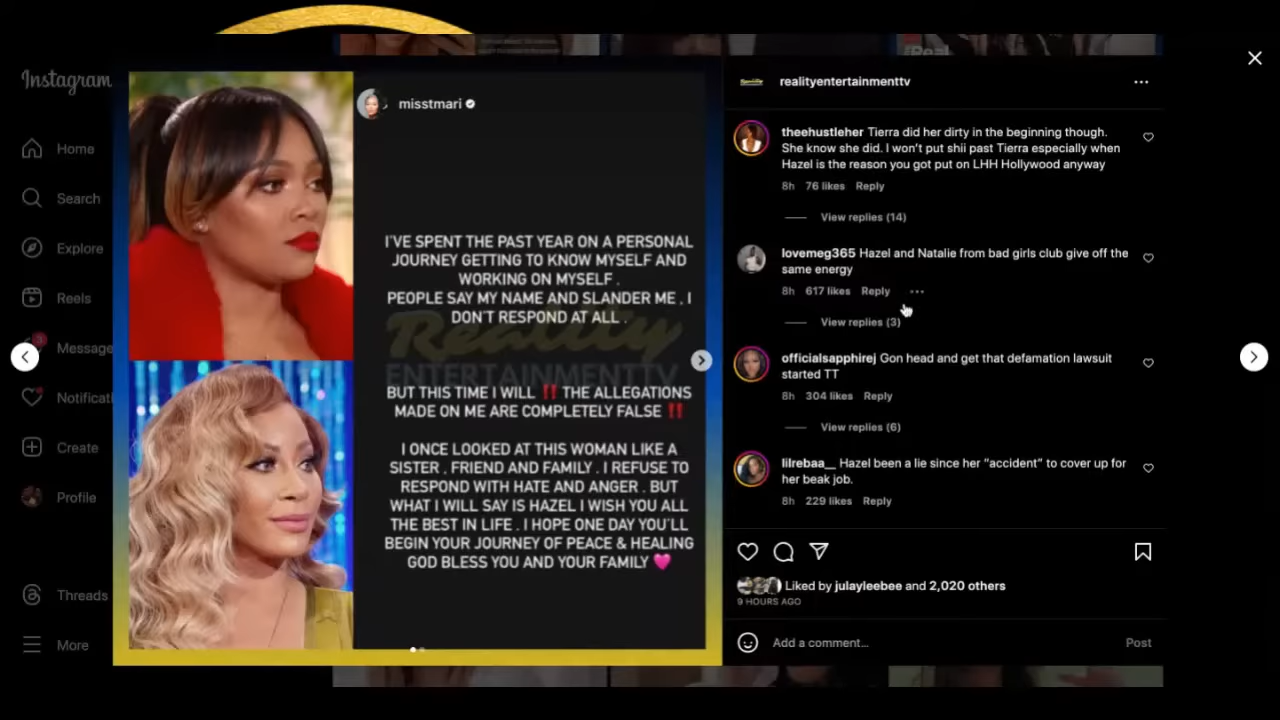 #Real
Instagram
Home
Search
Explore
Reels
Message
Notificat
Create
Profile
Threads
More
misstmari
I'VE SPENT THE PAST YEAR ON A PERSONAL
JOURNEY GETTING TO KNOW MYSELF AND
WORKING ON MYSELF .
PEOPLE SAY MY NAME AND SLANDER ME . I
DON'T RESPOND AT ALL .
Reality
ENTERTAINMENTTV
BUT THIS TIME I WILL ‼️ THE ALLEGATIONS
MADE ON ME ARE COMPLETELY FALSE ‼️
I ONCE LOOKED AT THIS WOMAN LIKE A
SISTER , FRIEND AND FAMILY . I REFUSE TO
RESPOND WITH HATE AND ANGER . BUT
WHAT I WILL SAY IS HAZEL I WISH YOU ALL
THE BEST IN LIFE . I HOPE ONE DAY YOU'LL
BEGIN YOUR JOURNEY OF PEACE & HEALING
GOD BLESS YOU AND YOUR FAMILY 💗
realityentertainmenttv
theehustleher Tierra did her dirty in the beginning though.
She know she did. I won't put shii past Tierra especially when
Hazel is the reason you got put on LHH Hollywood anyway
8h 76 likes Reply
View replies (14)
lovemeg365 Hazel and Natalie from bad girls club give off the
same energy
8h 617 likes Reply
View replies (3)
officialsapphirej Gon head and get that defamation lawsuit
started TT
8h 304 likes Reply
View replies (6)
lilrebaa__ Hazel been a lie since her “accident” to cover up for
her beak job.
8h 229 likes Reply
Liked by julayleebee and 2,020 others
9 HOURS AGO
Add a comment...
Post